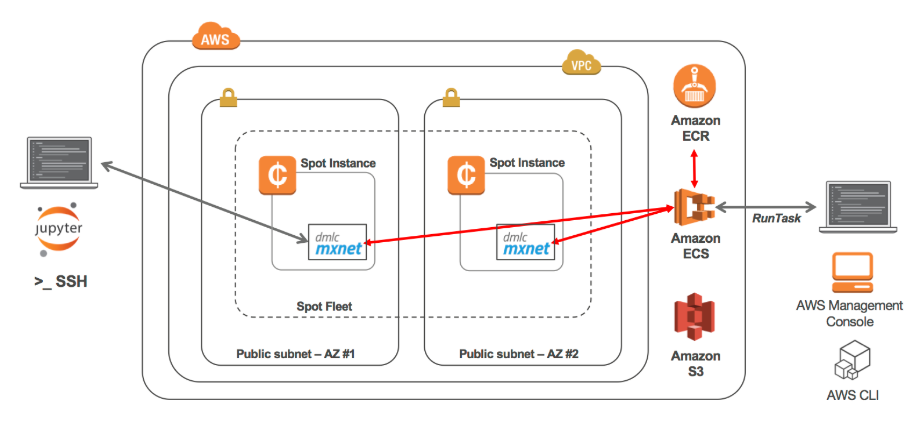 AWS
VPC
Amazon
ECR
Spot Instance
Spot Instance
jupyter
>_ SSH
dmlc
mxnet
dmlc
mxnet
RunTask
Amazon
ECS
Spot Fleet
AWS Management
Console
Public subnet – AZ #1
Public subnet – AZ #2
Amazon
S3
AWS CLI